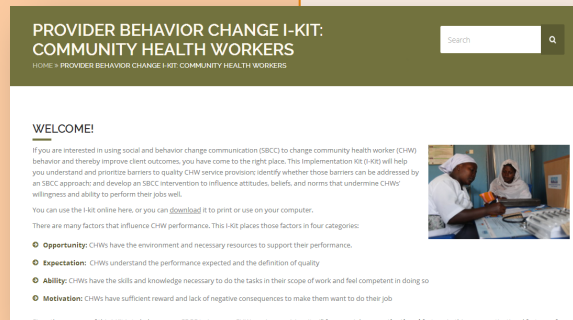 PROVIDER BEHAVIOR CHANGE I-KIT:
COMMUNITY HEALTH WORKERS
HOME » PROVIDER BEHAVIOR CHANGE I-KIT: COMMUNITY HEALTH WORKERS
Search
WELCOME!
If you are interested in using social and behavior change communication (SBCC) to change community health worker (CHW)
behavior and thereby improve client outcomes, you have come to the right place. This Implementation Kit (I-Kit) will help
you understand and prioritize barriers to quality CHW service provision; identify whether those barriers can be addressed by
an SBCC approach; and develop an SBCC intervention to influence attitudes, beliefs, and norms that undermine CHWs'
willingness and ability to perform their jobs well.
You can use the I-kit online here, or you can download it to print or use on your computer.
There are many factors that influence CHW performance. This I-Kit places those factors in four categories:
Opportunity: CHWs have the environment and necessary resources to support their performance.
Expectation: CHWs understand the performance expected and the definition of quality
Ability: CHWs have the skills and knowledge necessary to do the tasks in their scope of work and feel competent in doing so
Motivation: CHWs have sufficient reward and lack of negative consequences to make them want to do their job